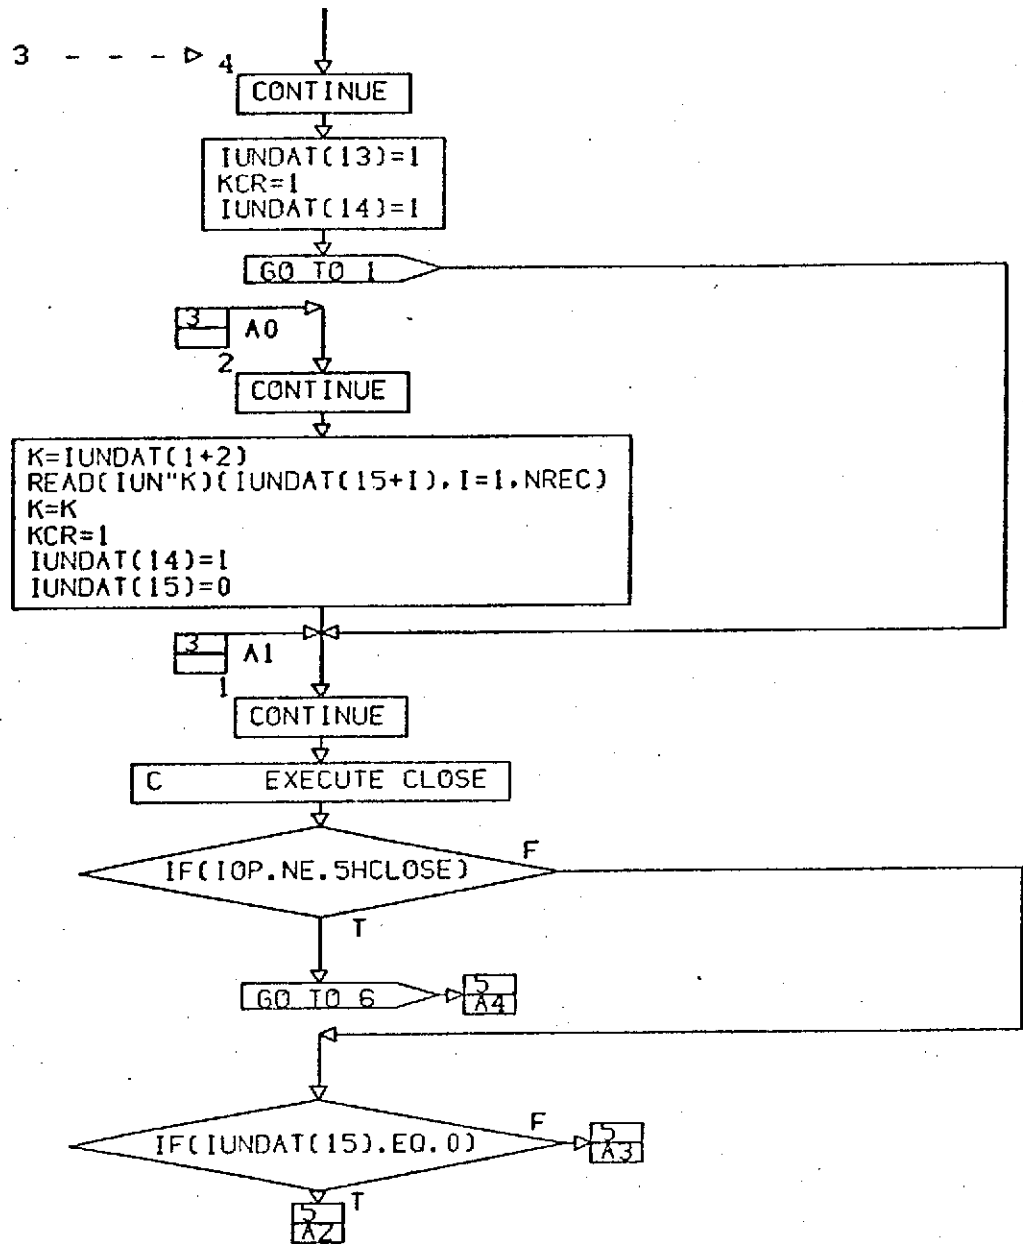 3 - - - 4
CONTINUE
IUNDAT(13)=1
KCR=1
IUNDAT(14)=1
GO TO 1
3
A0
2
CONTINUE
K=IUNDAT(1+2)
READ(IUN"K)(IUNDAT(15+I),I=1,NREC)
K=K
KCR=1
IUNDAT(14)=1
IUNDAT(15)=0
3
A1
1
CONTINUE
C EXECUTE CLOSE
F
IF(IOP.NE.5HCLOSE)
T
GO TO 6
5
A4
F
IF(IUNDAT(15).EQ.0)
5
A3
T
5
A2